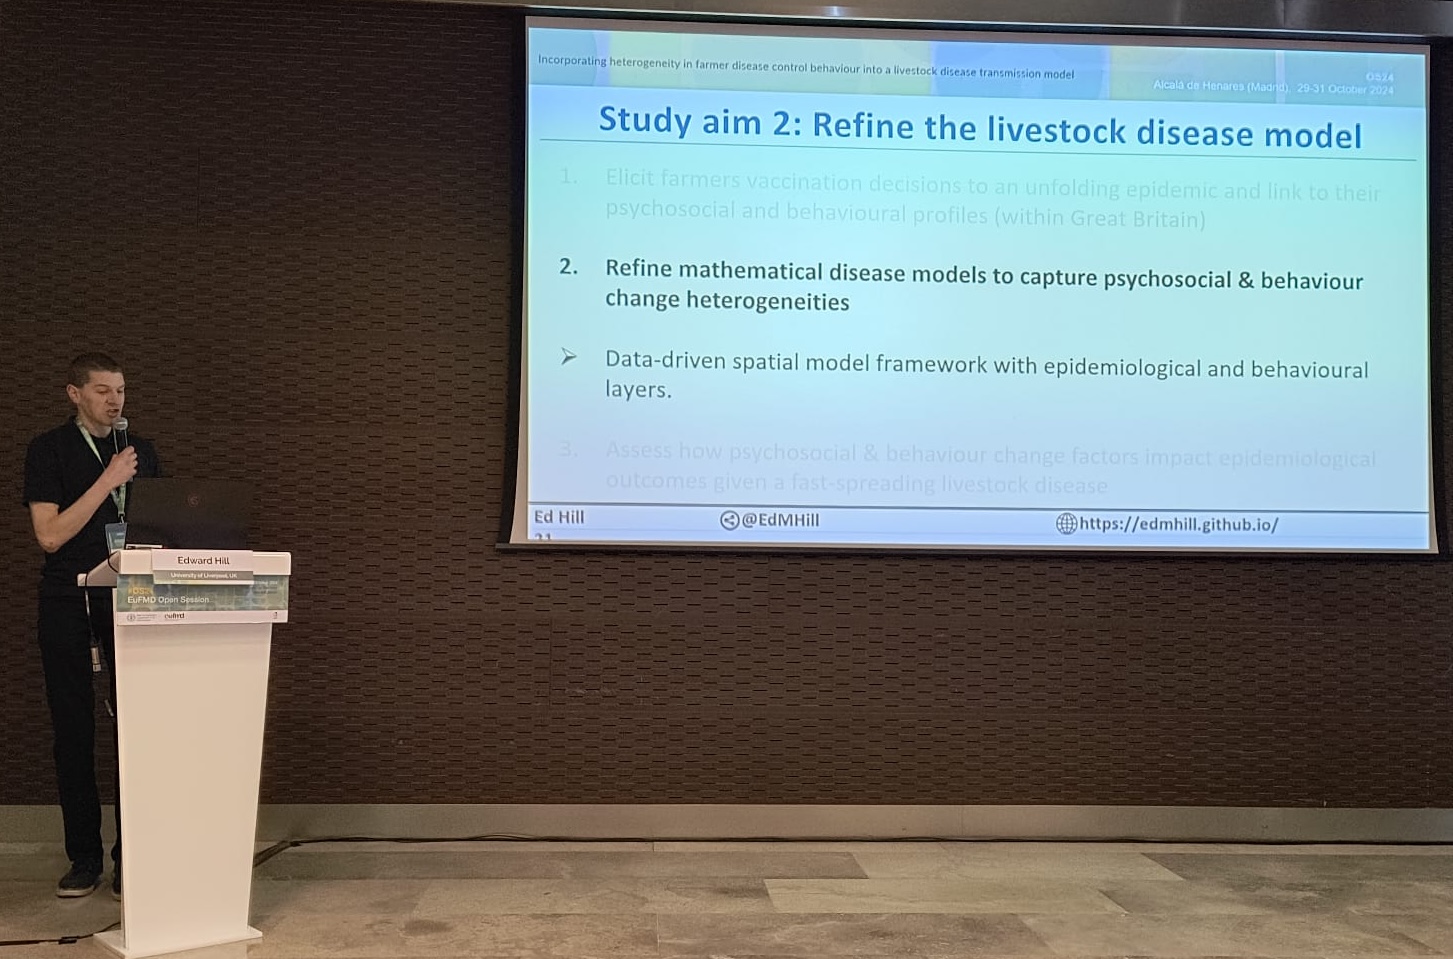 Incorporating heterogeneity in farmer disease control behaviour into a livestock disease transmission model
OS24
Alcalá de Henares (Madrid), 29-31 October 2024
Study aim 2: Refine the livestock disease model
1. Elicit farmers vaccination decisions to an unfolding epidemic and link to their
psychosocial and behavioural profiles (within Great Britain)
2. Refine mathematical disease models to capture psychosocial & behaviour
change heterogeneities
➢ Data-driven spatial model framework with epidemiological and behavioural
layers.
3. Assess how psychosocial & behaviour change factors impact epidemiological
outcomes given a fast-spreading livestock disease
Ed Hill
@EdMHill
https://edmhill.github.io/
Edward Hill
University of Liverpool, UK
EuFMD Open Session
eufmd